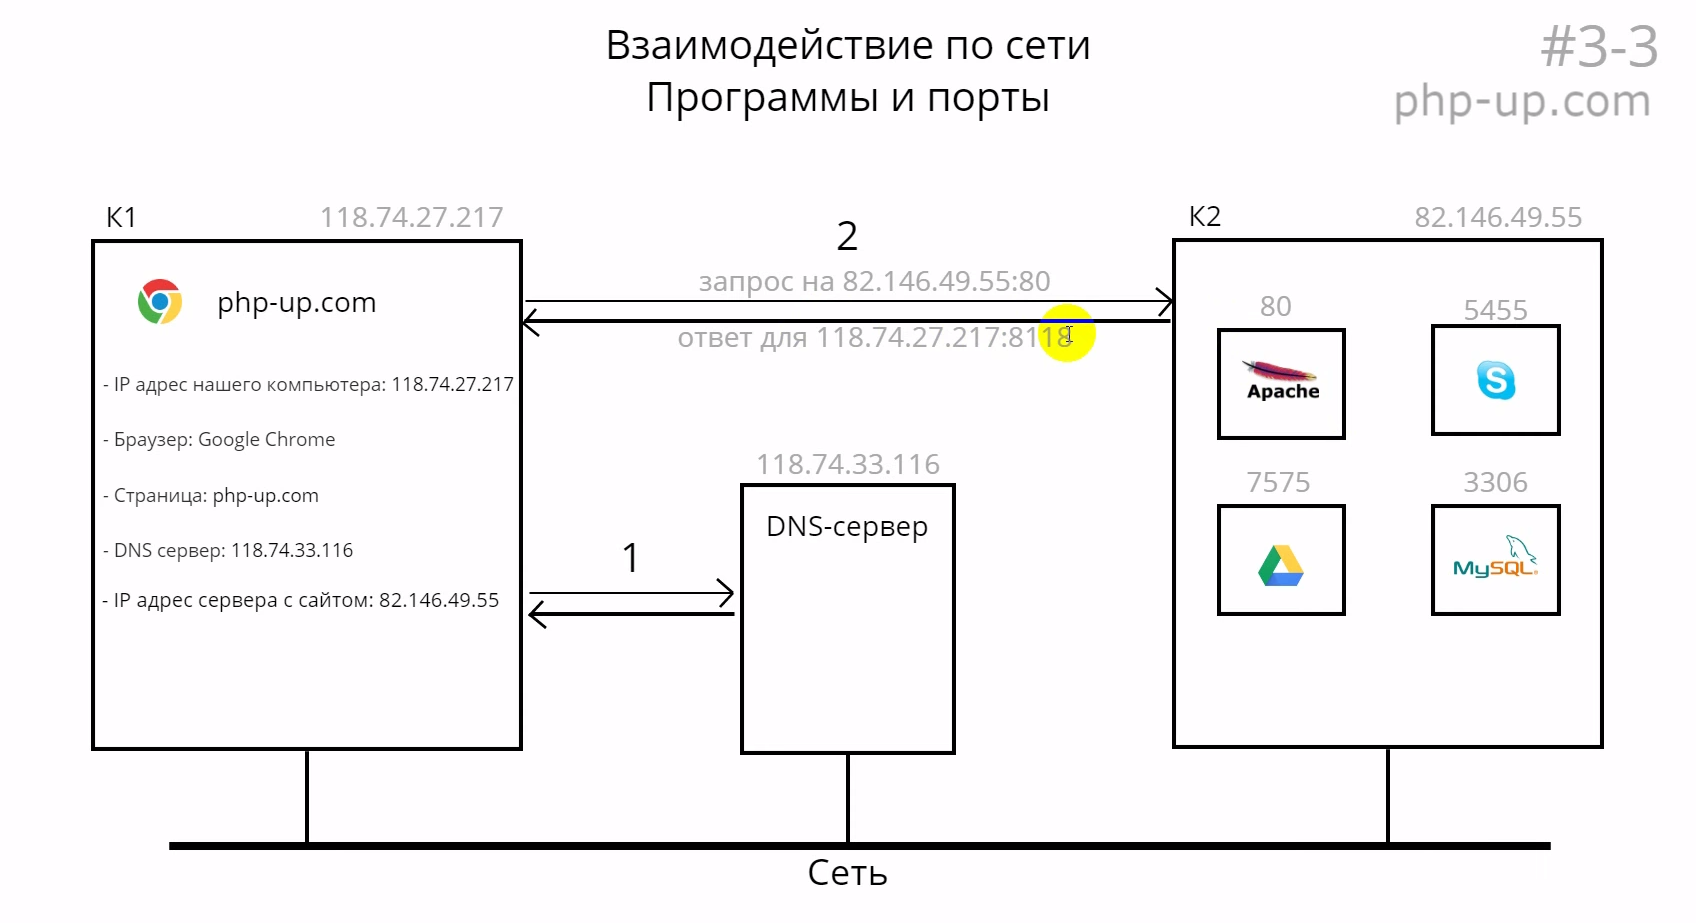 Взаимодействие по сети
Программы и порты
#3-3
php-up.com
К1
118.74.27.217
2
К2
82.146.49.55
запрос на 82.146.49.55:80
ответ для 118.74.27.217:8118
php-up.com
- IP адрес нашего компьютера: 118.74.27.217
- Браузер: Google Chrome
- Страница: php-up.com
- DNS сервер: 118.74.33.116
- IP адрес сервера с сайтом: 82.146.49.55
1
118.74.33.116
DNS-сервер
80
Apache
5455
S
7575
3306
MySQL
Сеть